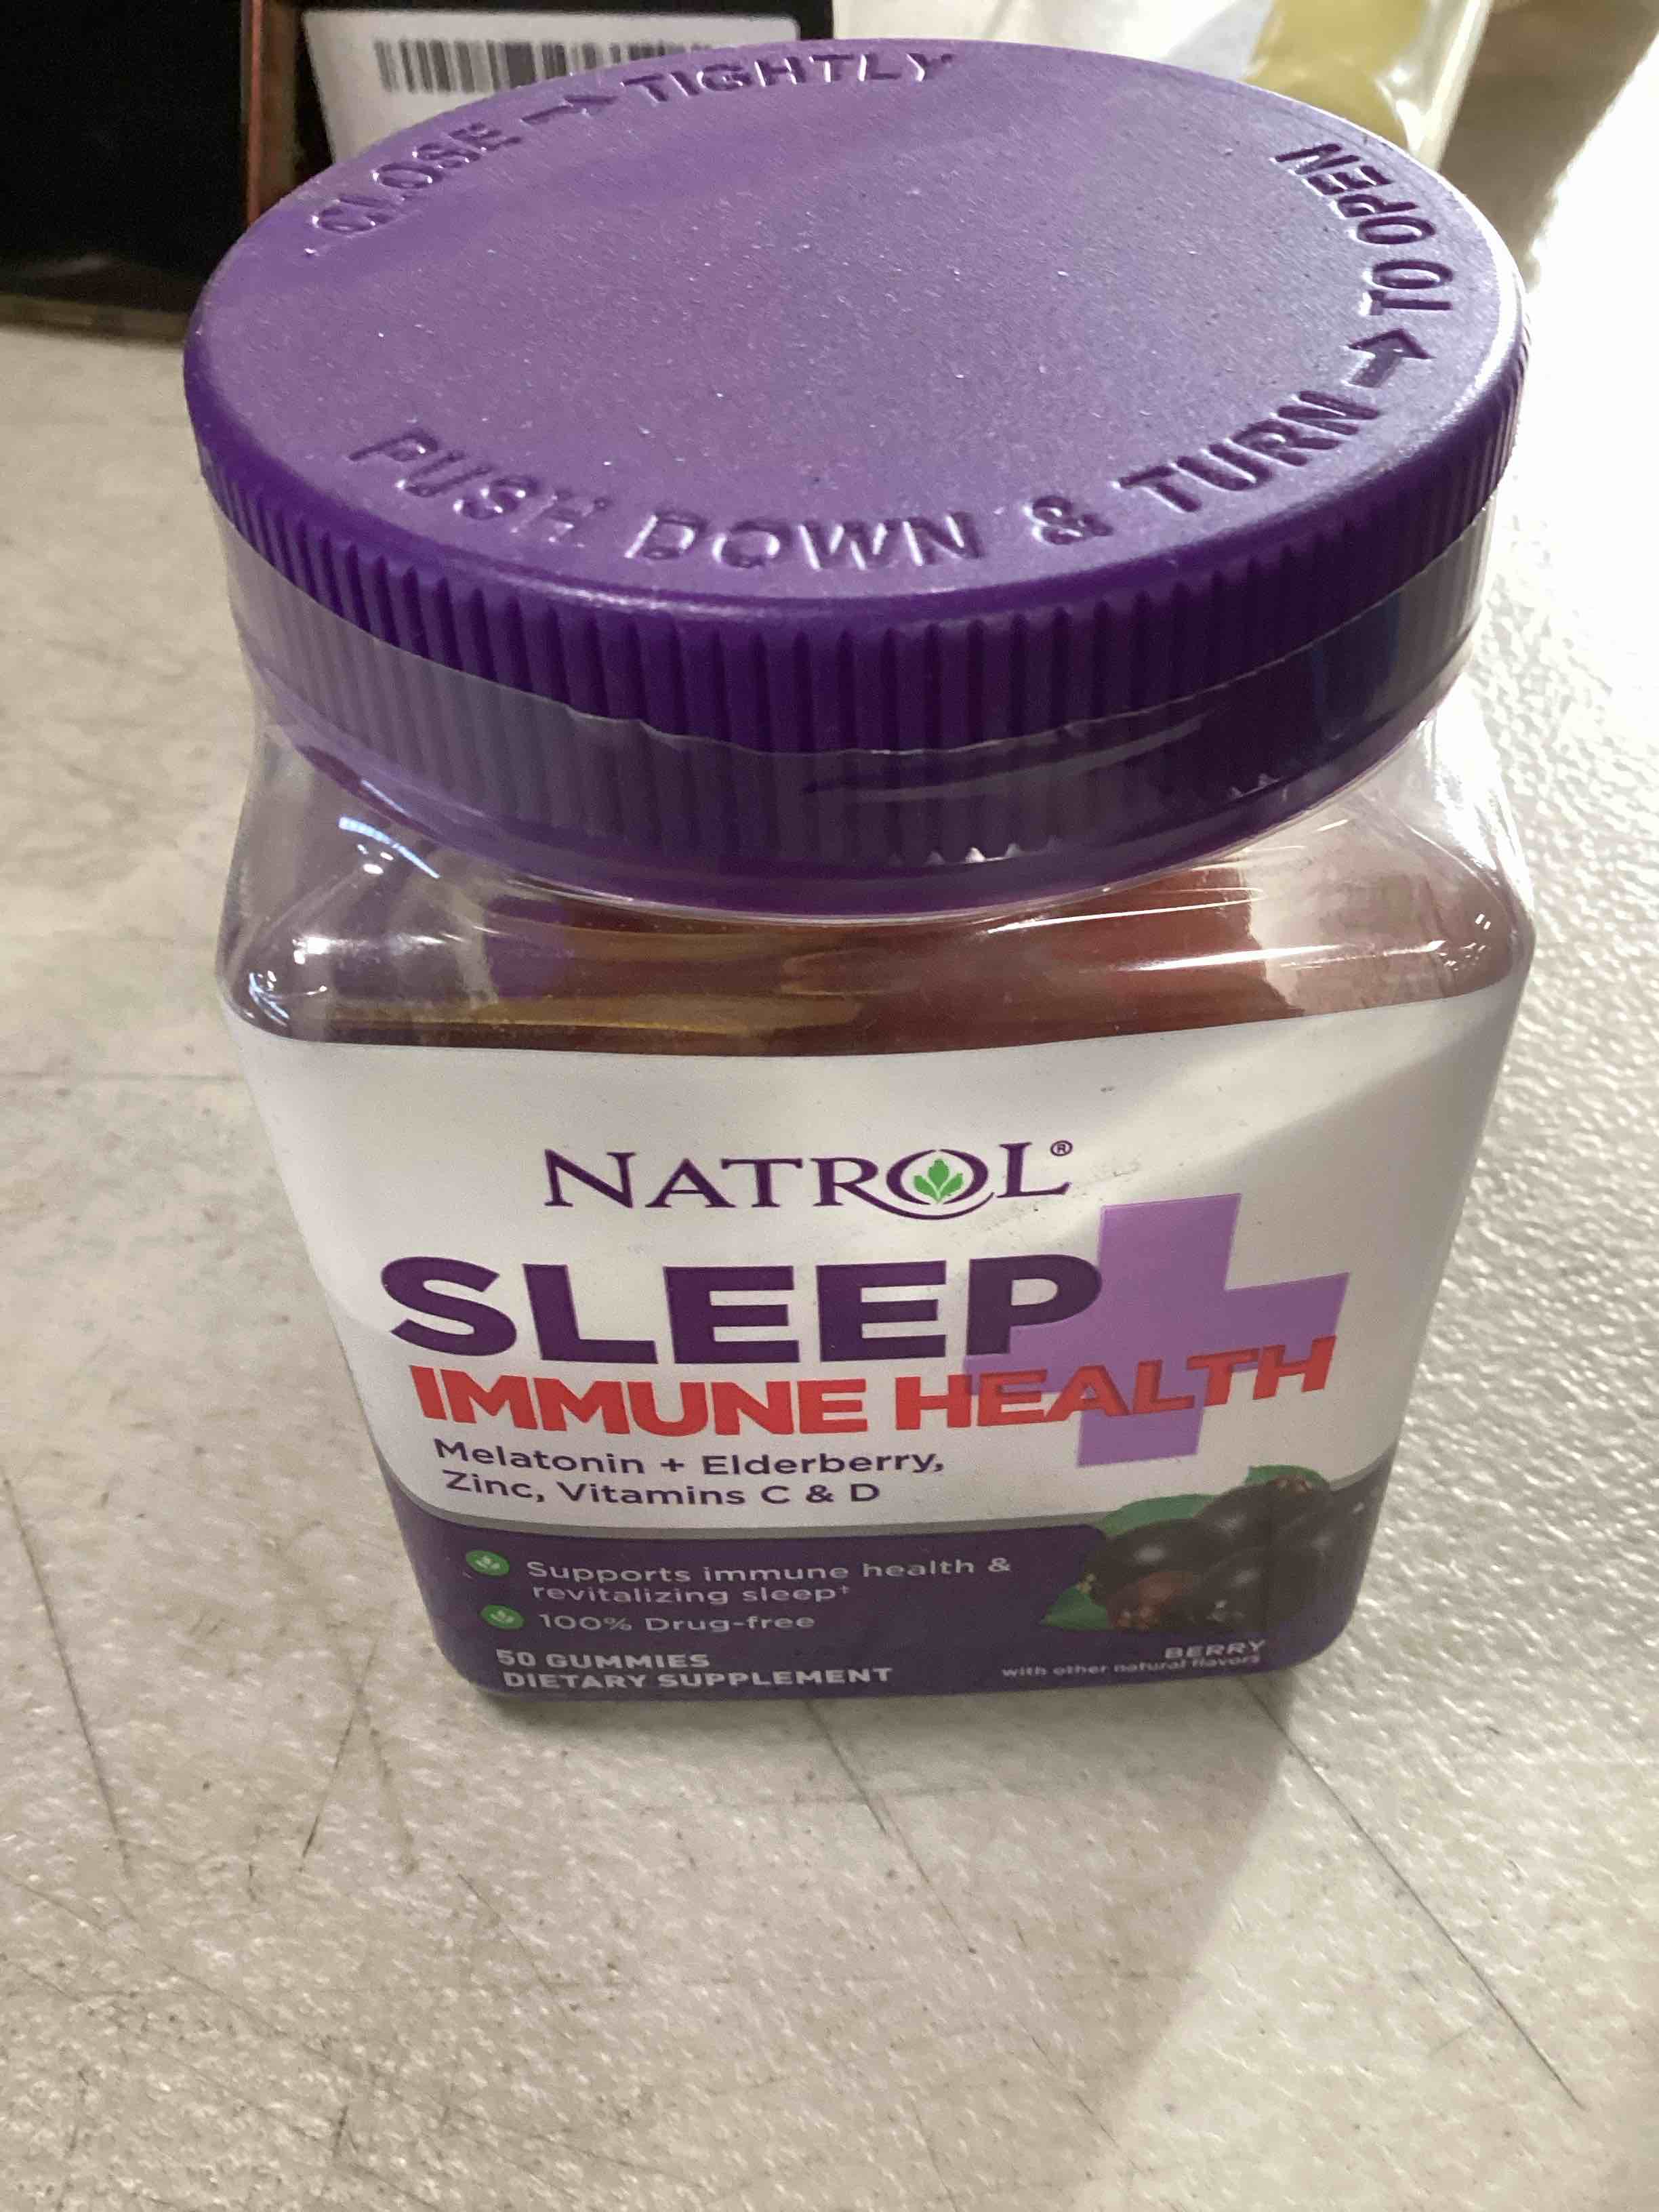 CLOSE → TIGHTLY
PUSH DOWN & TURN → TO OPEN
NATROL®
SLEEP
IMMUNE HEALTH
Melatonin + Elderberry,
Zinc, Vitamins C & D
Supports immune health &
revitalizing sleep†
100% Drug-free
50 GUMMIES
DIETARY SUPPLEMENT
BERRY
with other natural flavors